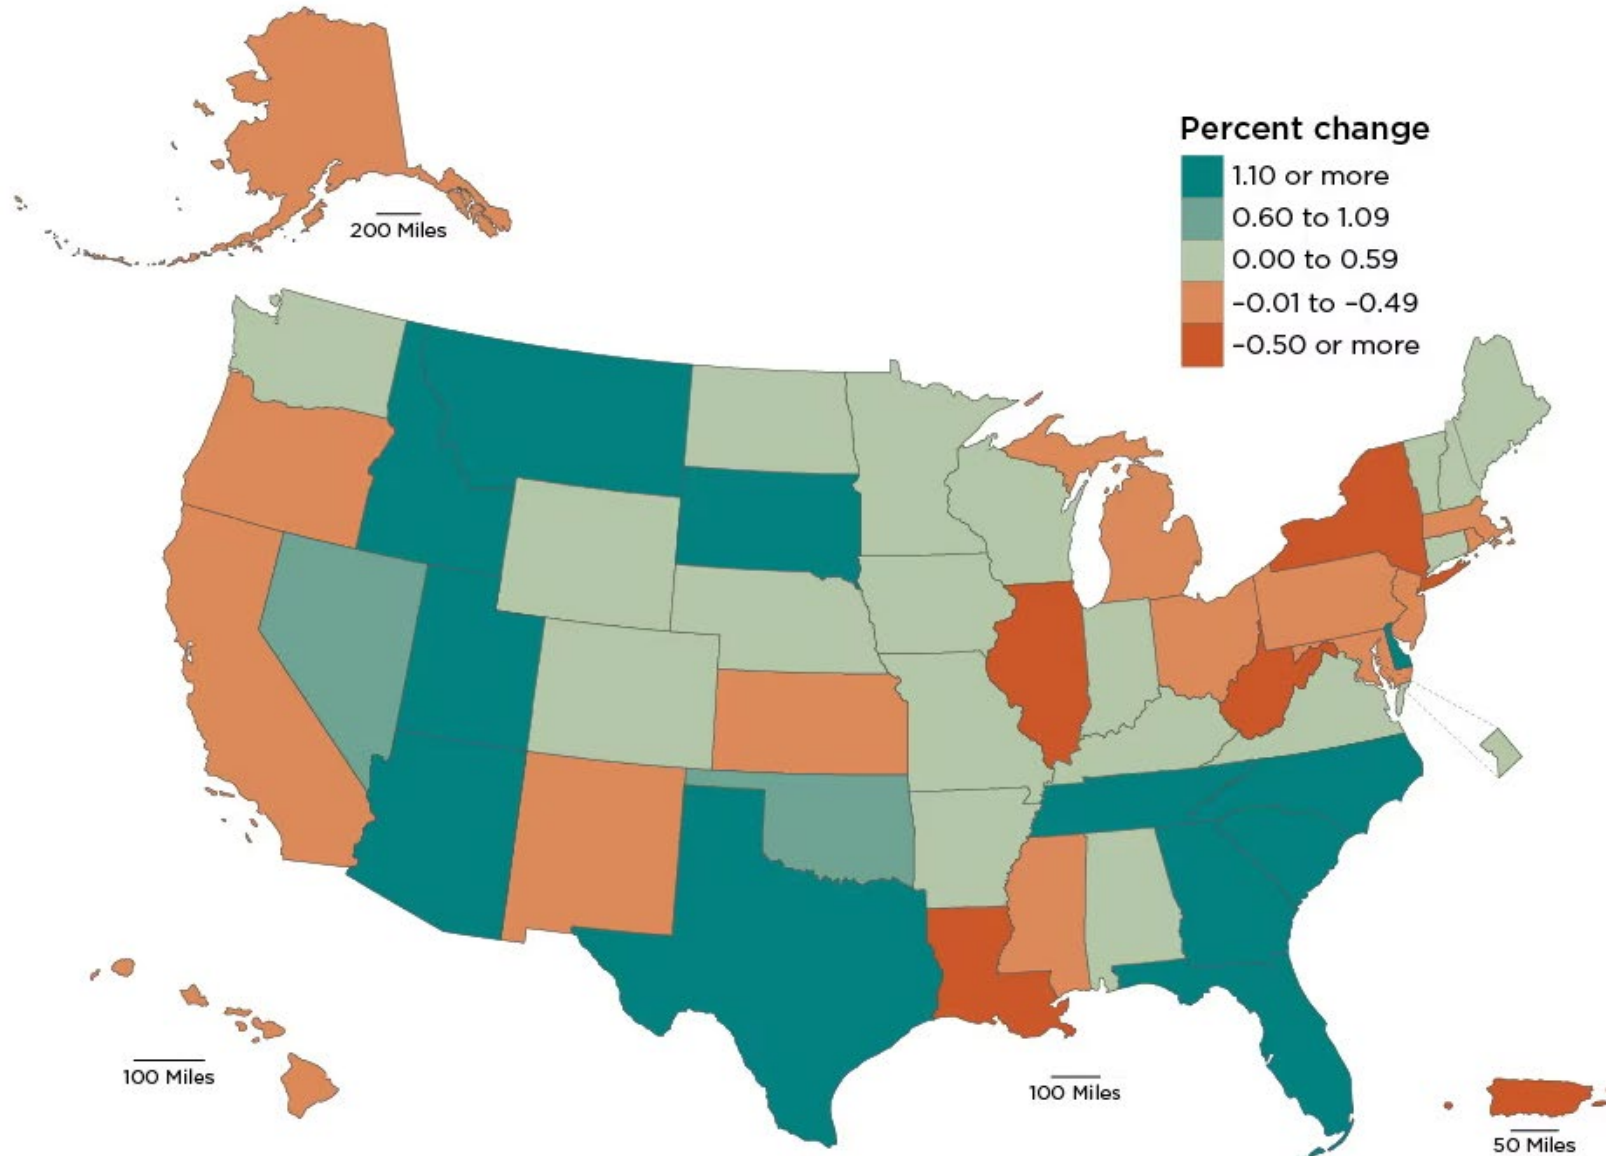 Percent change
1.10 or more
0.60 to 1.09
0.00 to 0.59
–0.01 to –0.49
–0.50 or more
200 Miles
100 Miles
100 Miles
50 Miles